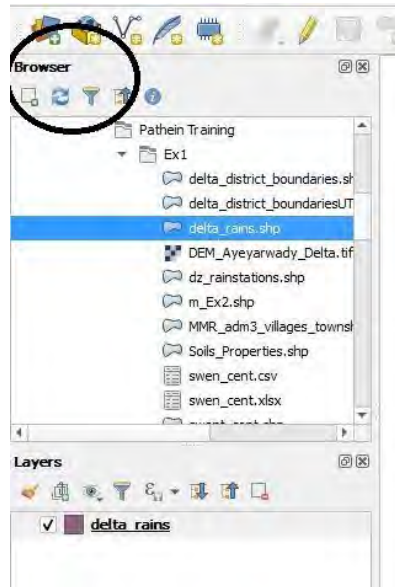 Browser
Pathein Training
Ex1
delta_district_boundaries.sh
delta_district_boundariesUT
delta_rains.shp
DEM_Ayeyarwady_Delta.tif
dz_rainstations.shp
m_Ex2.shp
MMR_adm3_villages_townsh
Soils_Properties.shp
swen_cent.csv
swen_cent.xlsx
Layers
delta_rains